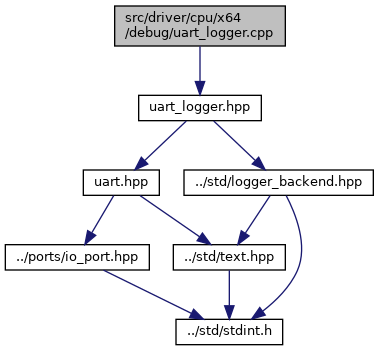 src/driver/cpu/x64
/debug/uart_logger.cpp
uart_logger.hpp
uart.hpp
../std/logger_backend.hpp
../ports/io_port.hpp
../std/text.hpp
../std/stdint.h